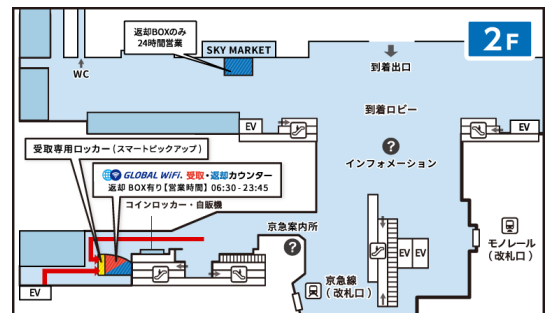 2F
返却BOXのみ
24時間営業
SKY MARKET
WC
到着出口
到着ロビー
EV
EV
インフォメーション
受取専用ロッカー(スマートピックアップ)
GLOBAL WiFi. 受取・返却カウンター
返却 BOX有り【営業時間】 06:30 - 23:45
コインロッカー・自販機
京急案内所
モノレール
(改札口)
EV EV
京急線
(改札口)
EV